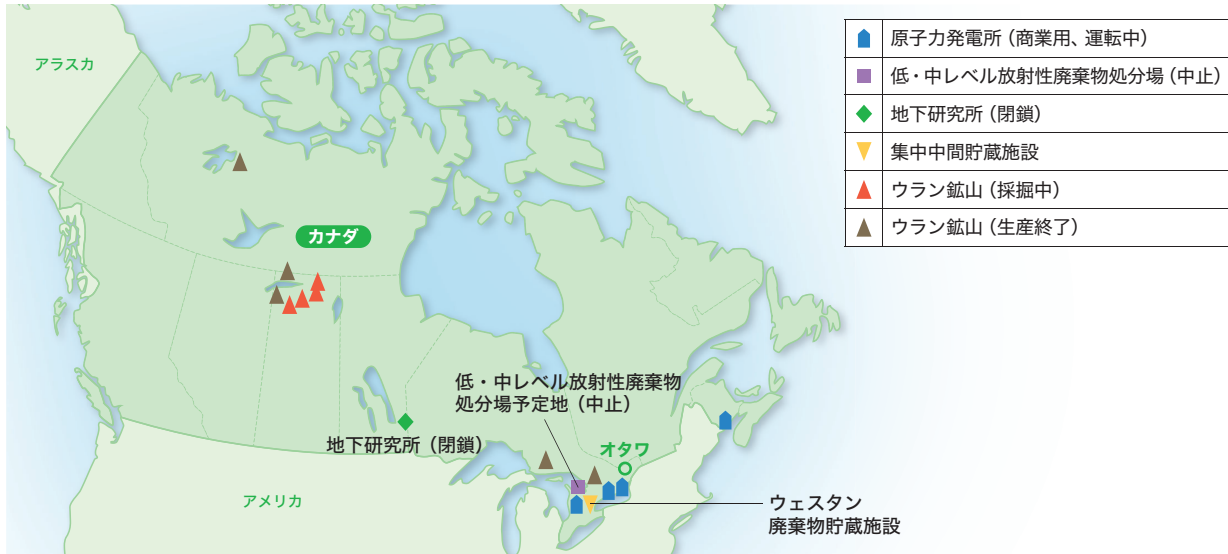 アラスカ
カナダ
低・中レベル放射性廃棄物
処分場予定地（中止）
地下研究所（閉鎖）
オタワ
アメリカ
ウェスタン
廃棄物貯蔵施設
原子力発電所（商業用、運転中）
低・中レベル放射性廃棄物処分場（中止）
地下研究所（閉鎖）
集中中間貯蔵施設
ウラン鉱山（採掘中）
ウラン鉱山（生産終了）